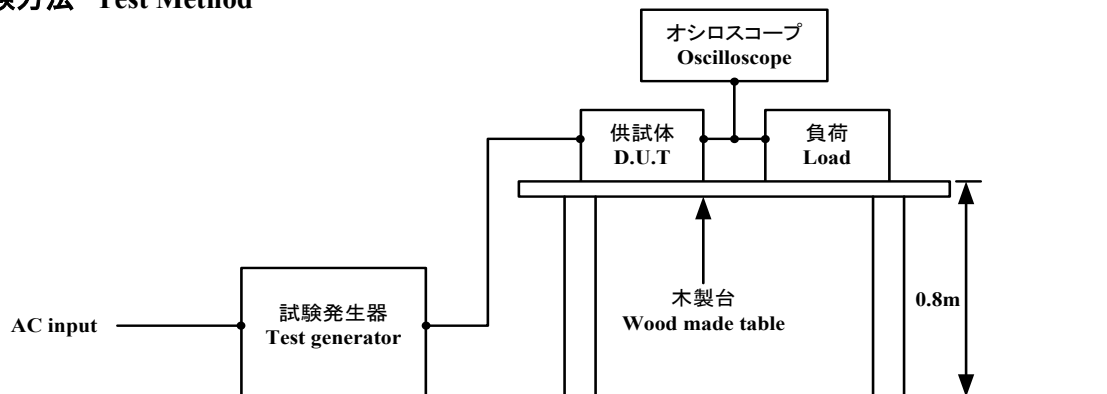 験方法 Test Method
オシロスコープ
Oscilloscope
供試体
D.U.T
負荷
Load
試験発生器
Test generator
AC input
木製台
Wood made table
0.8m